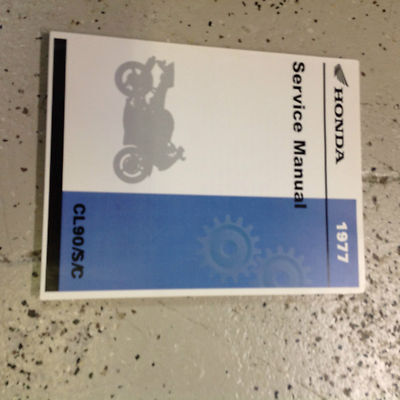 HONDA
1977
Service Manual
CL90/S/C